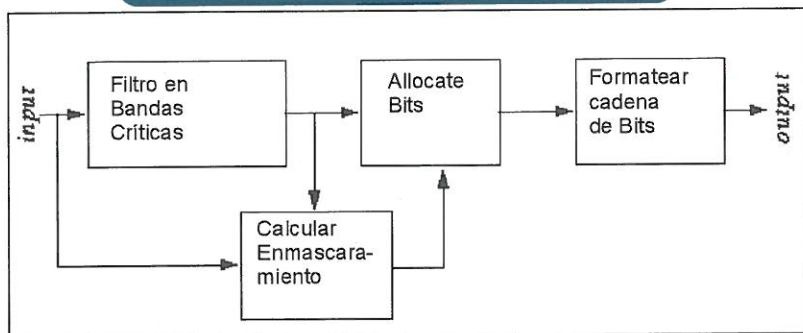 input
Filtro en
Bandas
Críticas
Allocate
Bits
Formatear
cadena
de Bits
output
Calcular
Enmascara-
miento